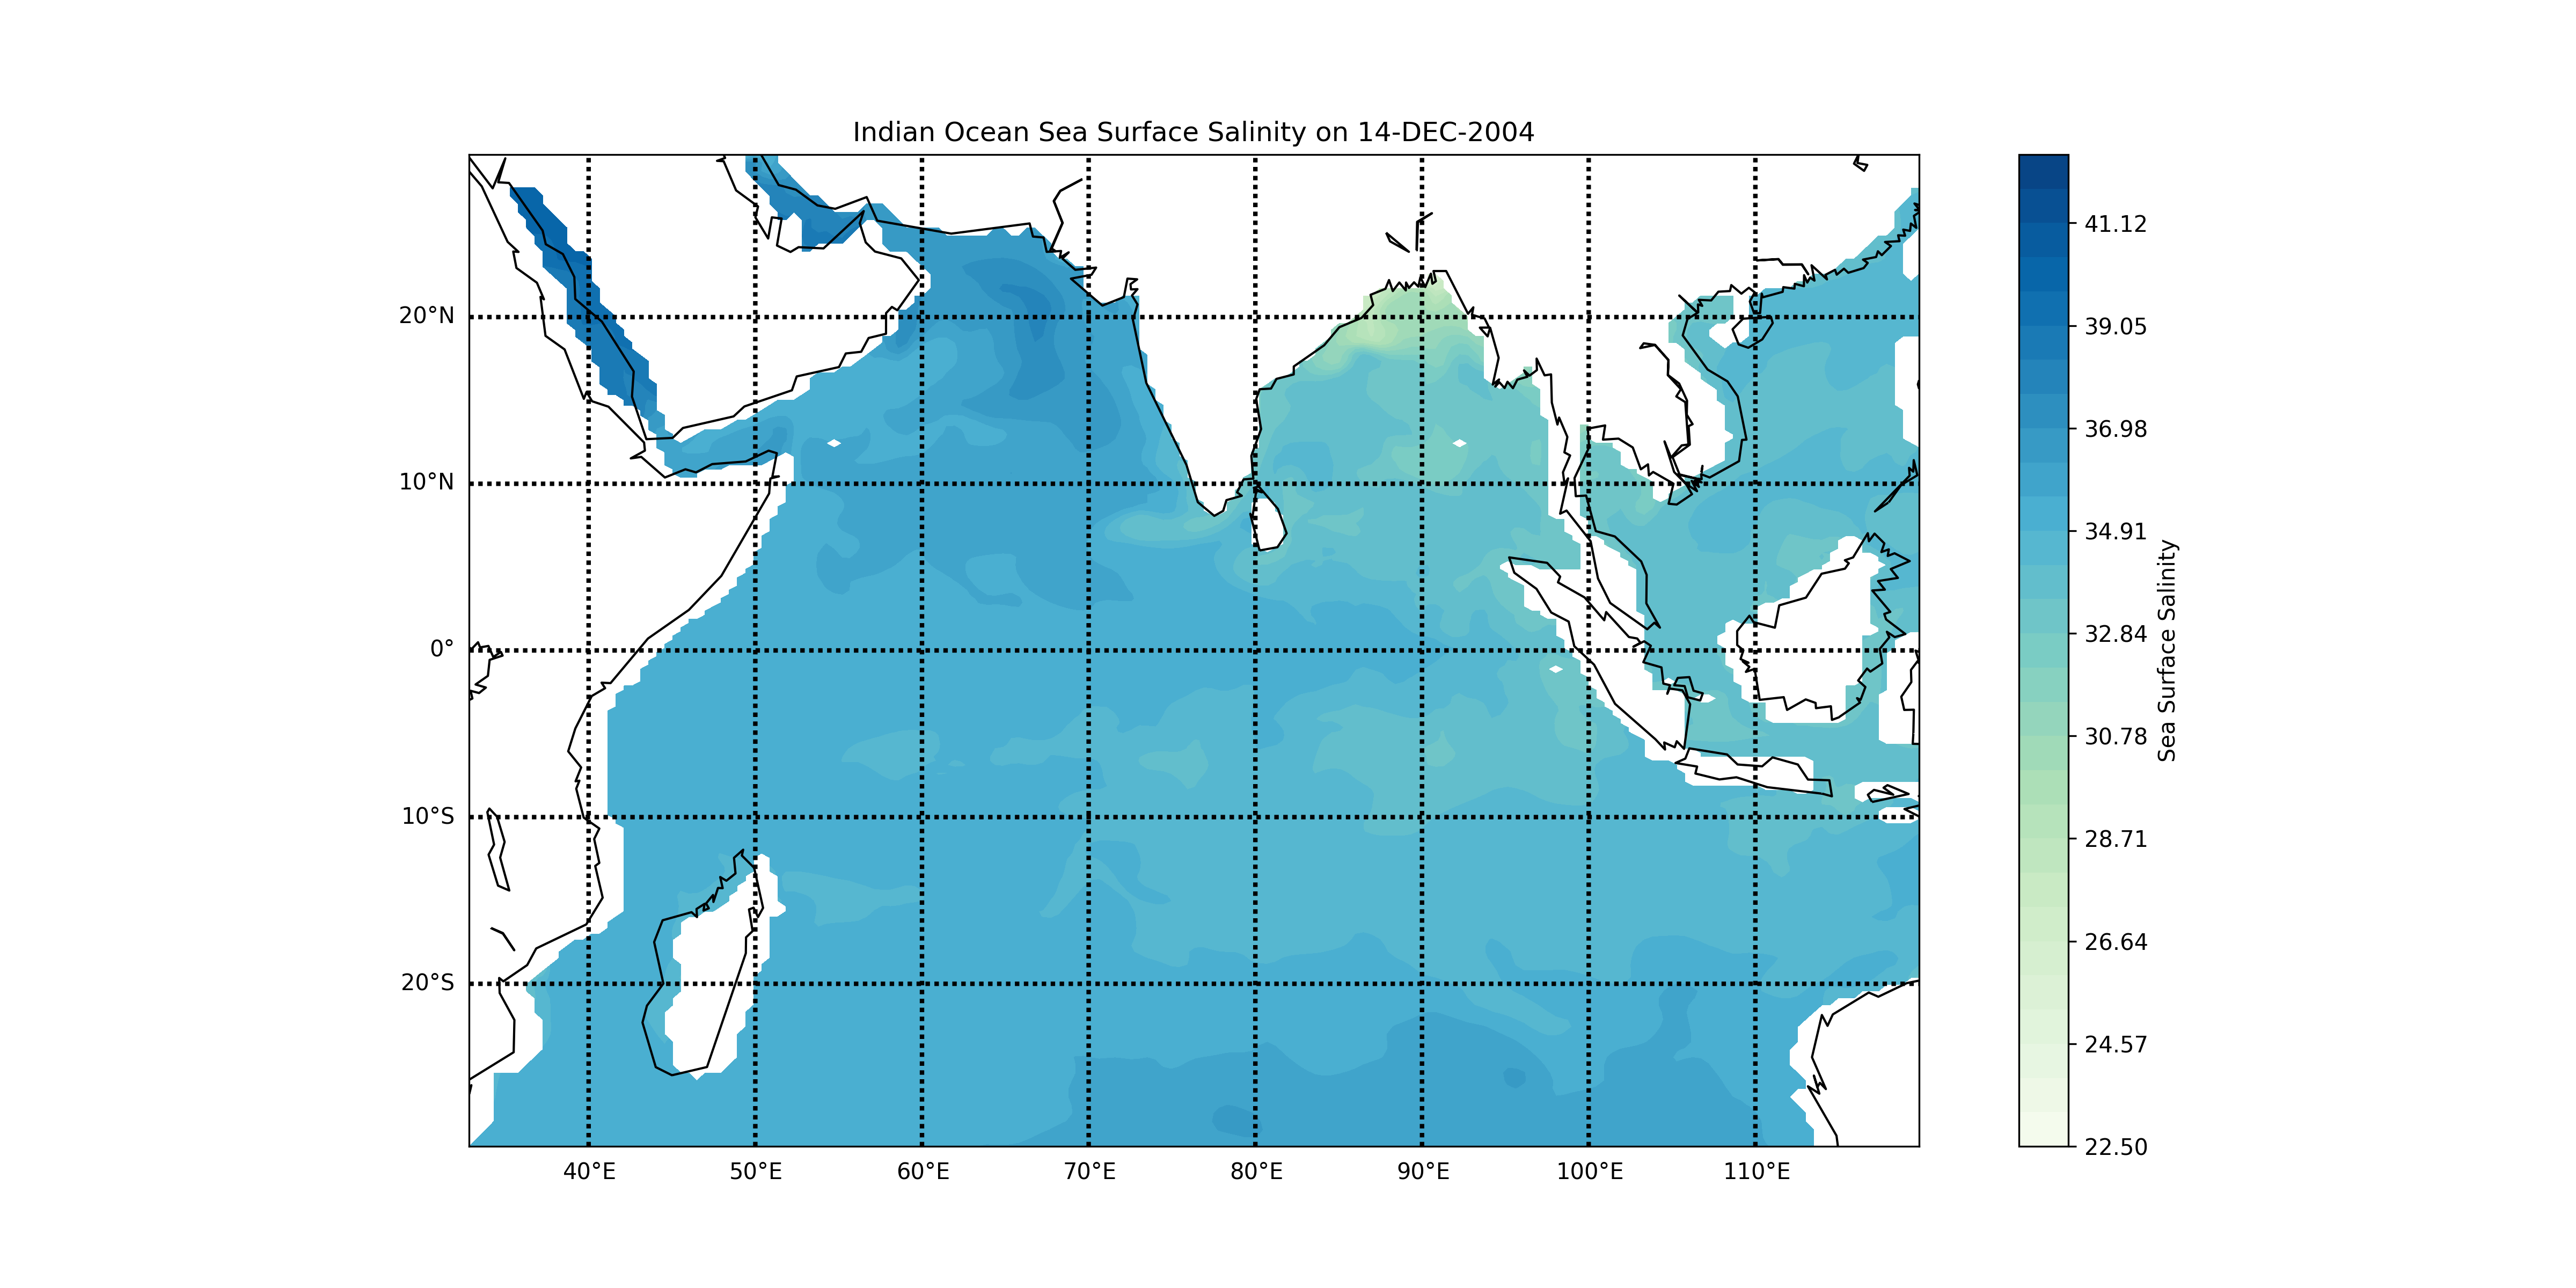 Indian Ocean Sea Surface Salinity on 14-DEC-2004
20°N
10°N
0°
10°S
20°S
40°E 50°E 60°E 70°E 80°E 90°E 100°E 110°E
41.12
39.05
36.98
34.91
32.84
30.78
28.71
26.64
24.57
22.50
Sea Surface Salinity